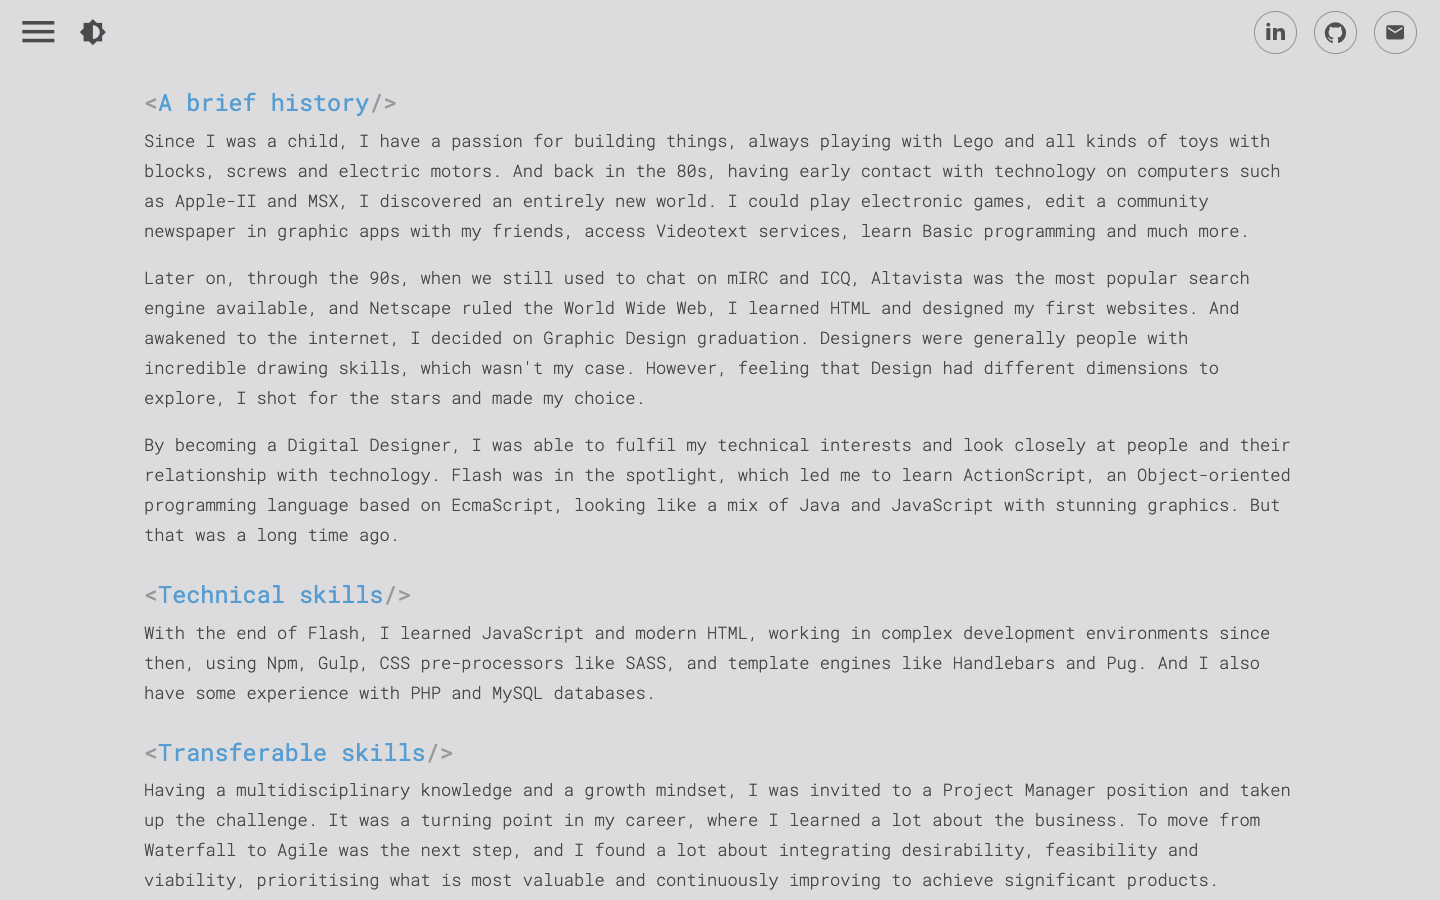 in
<A brief history/>
Since I was a child, I have a passion for building things, always playing with Lego and all kinds of toys with
blocks, screws and electric motors. And back in the 80s, having early contact with technology on computers such
as Apple-II and MSX, I discovered an entirely new world. I could play electronic games, edit a community
newspaper in graphic apps with my friends, access Videotext services, learn Basic programming and much more.
Later on, through the 90s, when we still used to chat on mIRC and ICQ, Altavista was the most popular search
engine available, and Netscape ruled the World Wide Web, I learned HTML and designed my first websites. And
awakened to the internet, I decided on Graphic Design graduation. Designers were generally people with
incredible drawing skills, which wasn't my case. However, feeling that Design had different dimensions to
explore, I shot for the stars and made my choice.
By becoming a Digital Designer, I was able to fulfil my technical interests and look closely at people and their
relationship with technology. Flash was in the spotlight, which led me to learn ActionScript, an Object-oriented
programming language based on EcmaScript, looking like a mix of Java and JavaScript with stunning graphics. But
that was a long time ago.
<Technical skills/>
With the end of Flash, I learned JavaScript and modern HTML, working in complex development environments since
then, using Npm, Gulp, CSS pre-processors like SASS, and template engines like Handlebars and Pug. And I also
have some experience with PHP and MySQL databases.
<Transferable skills/>
Having a multidisciplinary knowledge and a growth mindset, I was invited to a Project Manager position and taken
up the challenge. It was a turning point in my career, where I learned a lot about the business. To move from
Waterfall to Agile was the next step, and I found a lot about integrating desirability, feasibility and
viability, prioritising what is most valuable and continuously improving to achieve significant products.